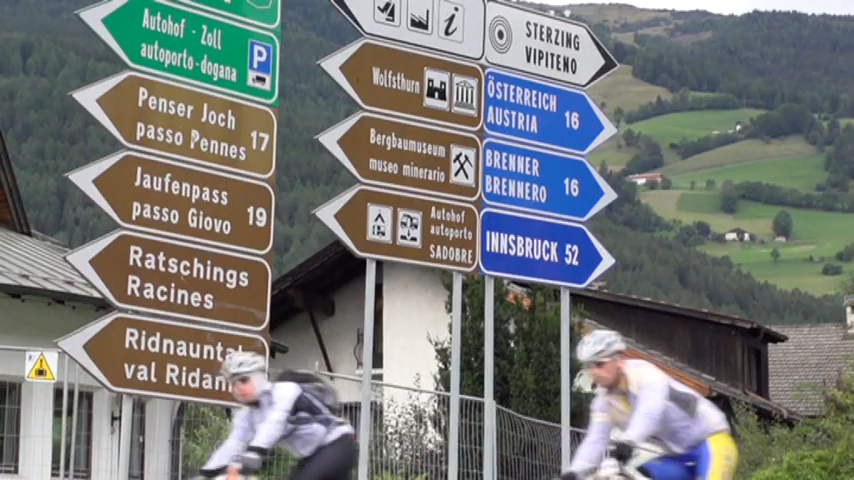 Autohof - Zoll
autoporto-dogana
P
Penser Joch
passo Pennes
17
Jaufenpass
passo Giovo
19
Ratschings
Racines
Ridnauntal
val Ridan
i
Wolfsthurn
Bergbaumuseum
museo minerario
Autohof
autoporto
SADOBRE
STERZING
VIPITENO
ÖSTERREICH
AUSTRIA
16
BRENNER
BRENNERO
16
INNSBRUCK 52